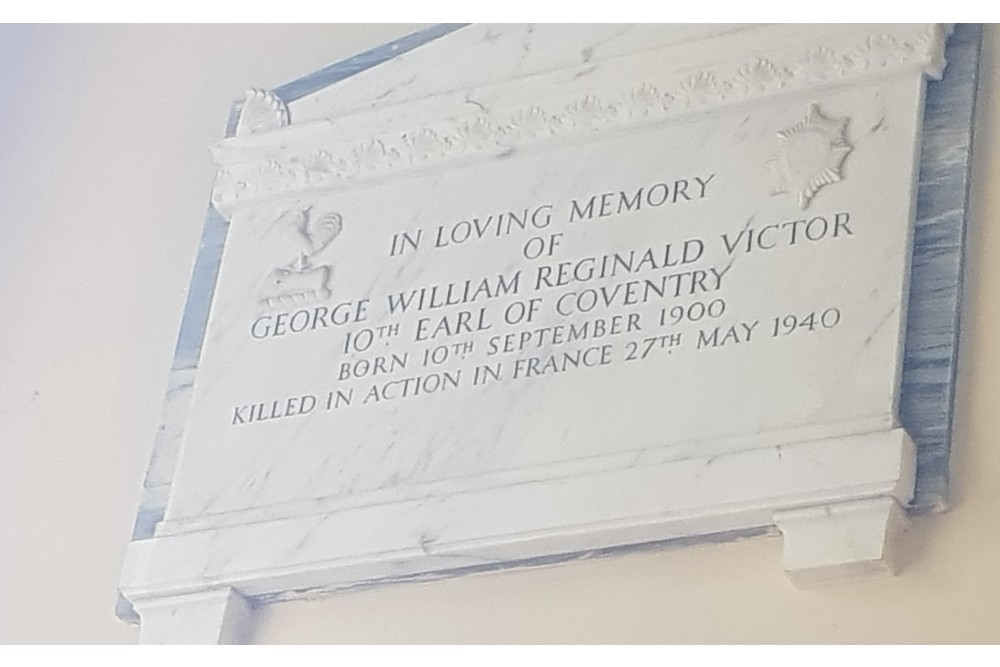 IN LOVING MEMORY
OF
GEORGE WILLIAM REGINALD VICTOR
10TH EARL OF COVENTRY
BORN 10TH SEPTEMBER 1900
KILLED IN ACTION IN FRANCE 27TH MAY 1940